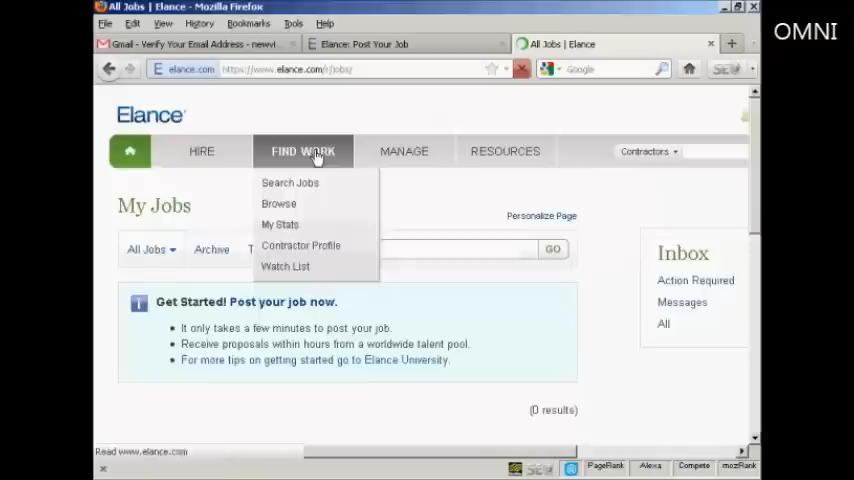 All Jobs | Elance - Mozilla Firefox
OMNI
File Edit View History Bookmarks Tools Help
Gmail - Verify Your Email Address - newvi...
Elance: Post Your Job
All Jobs | Elance
elance.com https://www.elance.com/r/jobs/
Google
Elance
HIRE FIND WORK MANAGE RESOURCES Contractors
Search Jobs
Browse
My Stats
Contractor Profile
Watch List
My Jobs
Personalize Page
All Jobs Archive T
GO
Inbox
Action Required
Messages
All
Get Started! Post your job now.
It only takes a few minutes to post your job.
Receive proposals within hours from a worldwide talent pool.
For more tips on getting started go to Elance University.
(0 results)
Read www.elance.com
PageRank Alexa Compete mozRank